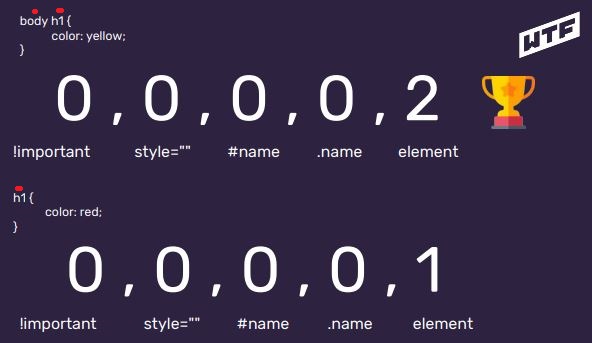 body h1 {
color: yellow;
}
WTF
0 , 0 , 0 , 0 , 2
!important style="" #name .name element
h1 {
color: red;
}
0 , 0 , 0 , 0 , 1
!important style="" #name .name element